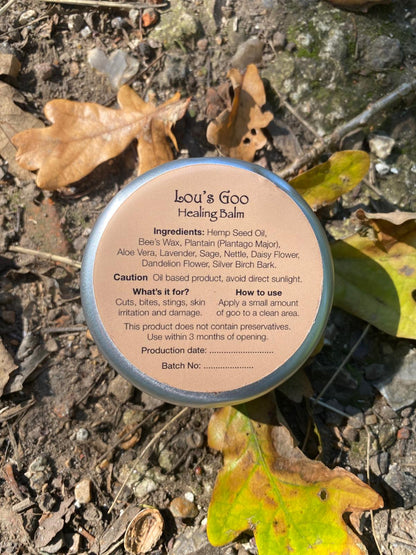 Lou's Goo
Healing Balm
Ingredients: Hemp Seed Oil,
Bee's Wax, Plantain (Plantago Major),
Aloe Vera, Lavender, Sage, Nettle, Daisy Flower,
Dandelion Flower, Silver Birch Bark.
Caution Oil based product, avoid direct sunlight.
What's it for?
Cuts, bites, stings, skin
irritation and damage.
How to use
Apply a small amount
of goo to a clean area.
This product does not contain preservatives.
Use within 3 months of opening.
Production date: ..........................
Batch No: ....................